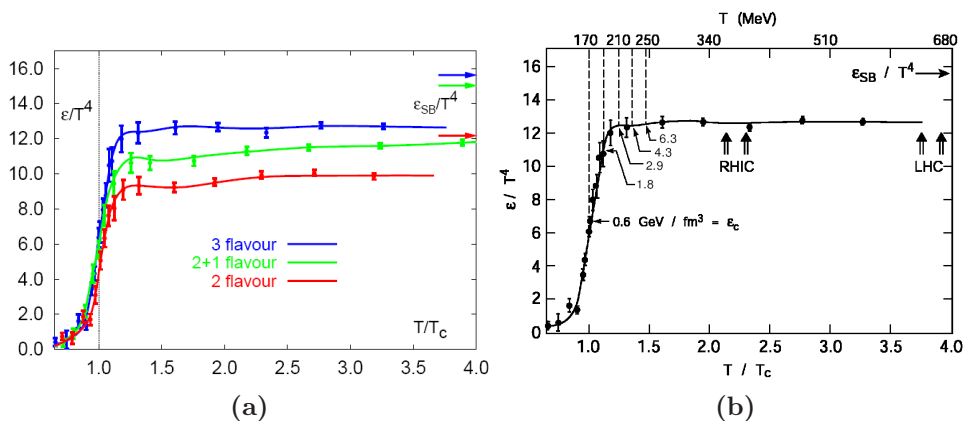 16.0
14.0
12.0
10.0
8.0
6.0
4.0
2.0
0.0
ε/T⁴
ε_SB/T⁴
3 flavour
2+1 flavour
2 flavour
T/T_c
1.0 1.5 2.0 2.5 3.0 3.5 4.0
(a)
T (MeV)
170 210 250 340 510 680
16
14
12
10
8
6
4
2
0
ε / T⁴
ε_SB / T⁴
6.3
4.3
2.9
1.8
RHIC
LHC
0.6 GeV / fm³ = ε_c
1.0 1.5 2.0 2.5 3.0 3.5 4.0
T / T_c
(b)